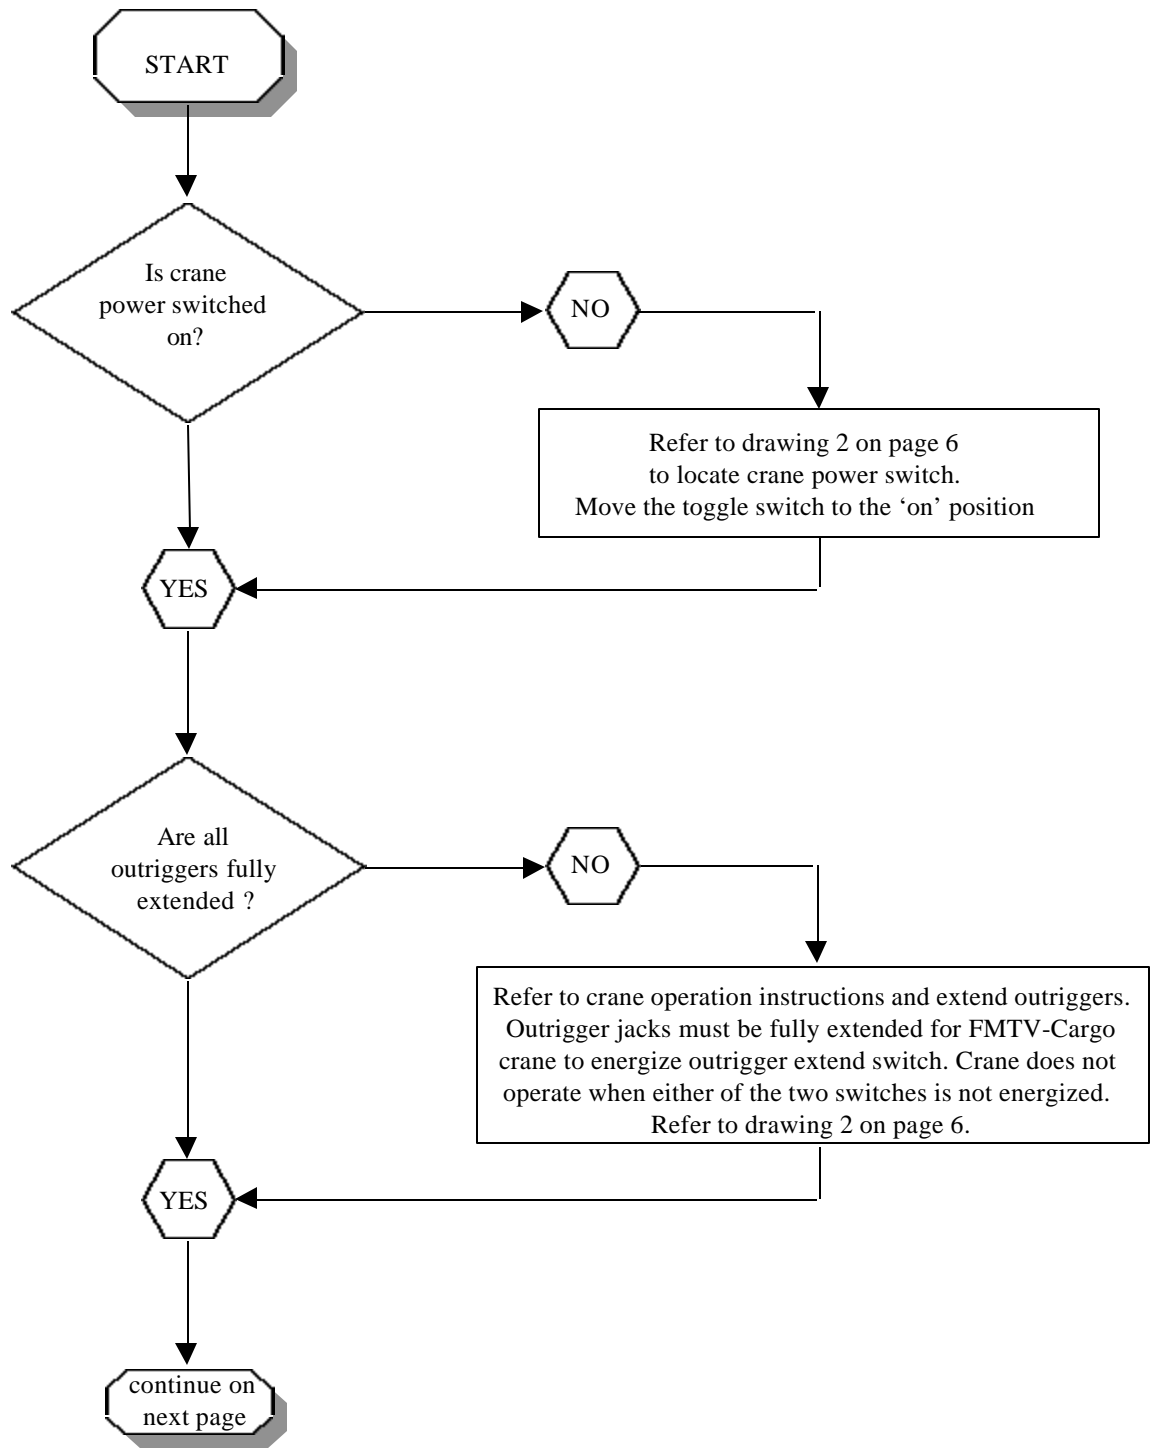 START
Is crane
power switched
on?
NO
Refer to drawing 2 on page 6
to locate crane power switch.
Move the toggle switch to the ‘on’ position
YES
Are all
outriggers fully
extended ?
NO
Refer to crane operation instructions and extend outriggers.
Outrigger jacks must be fully extended for FMTV-Cargo
crane to energize outrigger extend switch. Crane does not
operate when either of the two switches is not energized.
Refer to drawing 2 on page 6.
YES
continue on
next page